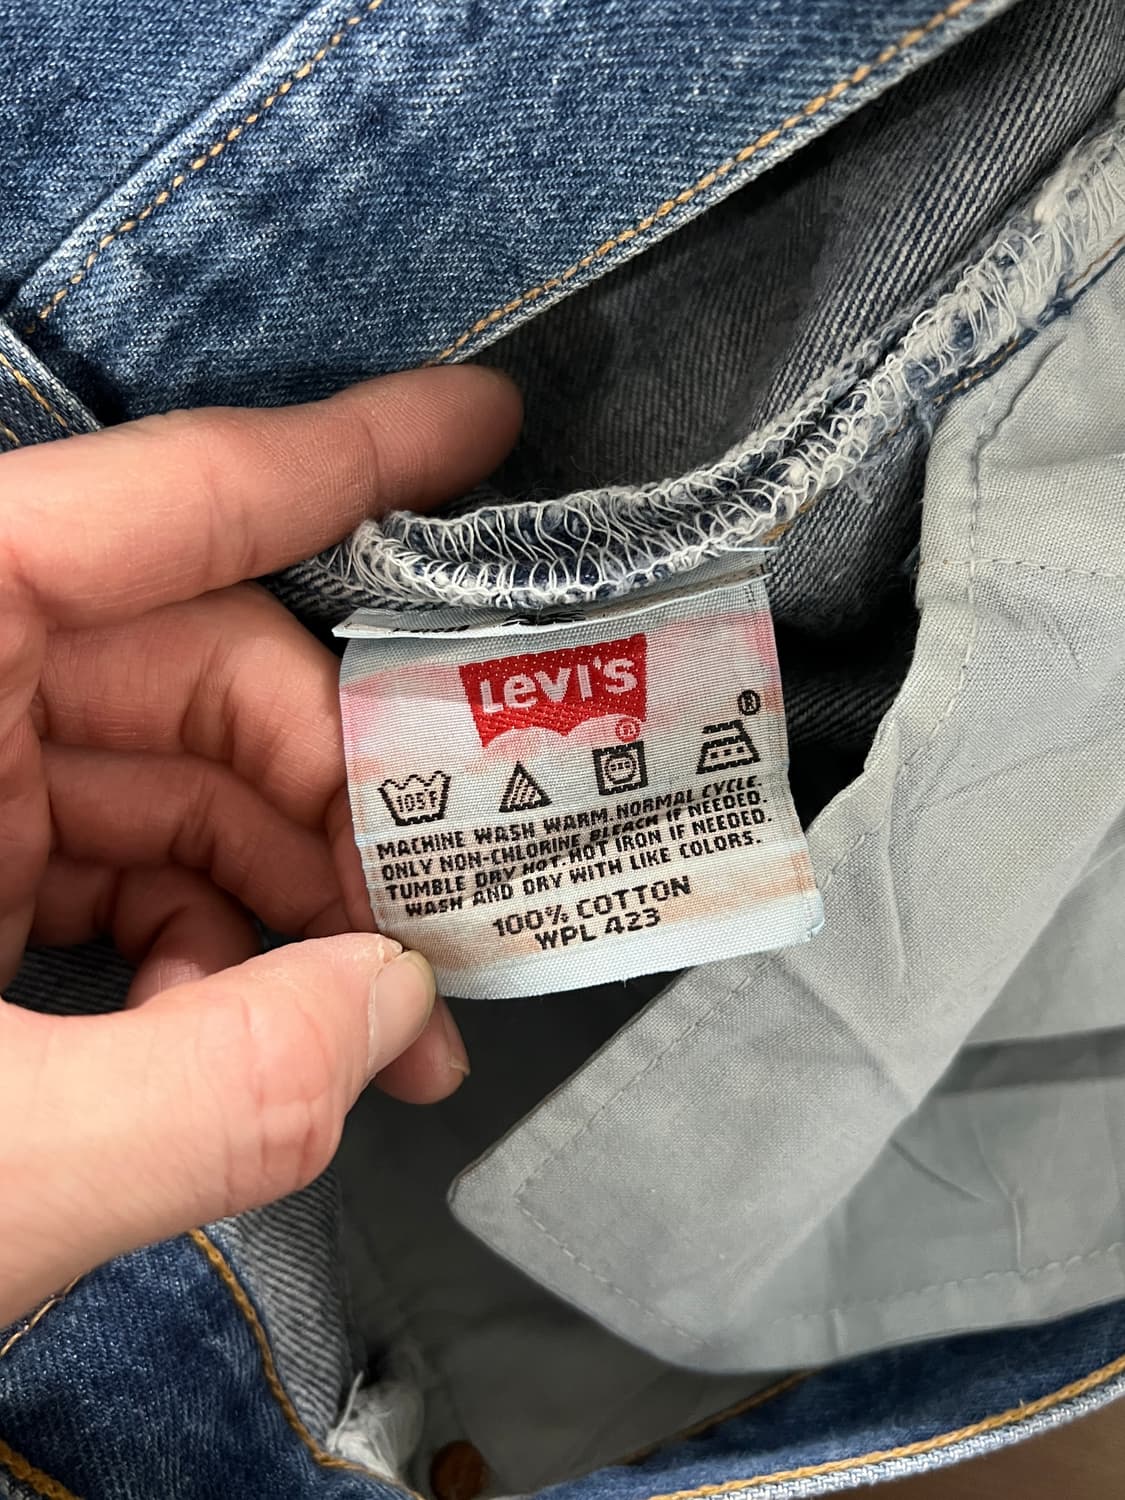 Levi's
®
®
105°F
MACHINE WASH WARM.NORMAL CYCLE.
ONLY NON-CHLORINE BLEACH IF NEEDED.
TUMBLE DRY HOT.HOT IRON IF NEEDED.
WASH AND DRY WITH LIKE COLORS.
100% COTTON
WPL 423